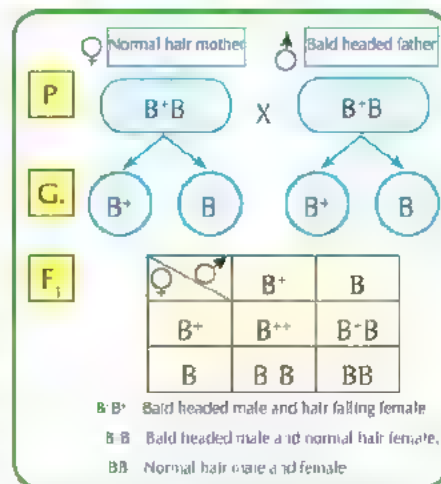 ♀ Normal hair mother ♂ Bald headed father
P B⁺B X B⁺B
G. B⁺ B B⁺ B
F₁ ♀ ♂ B⁺ B
B⁺ B⁺⁺ B⁺B
B B B BB
B⁺B⁺ Bald headed male and hair falling female
B⁺B Bald headed male and normal hair female,
BB Normal hair male and female